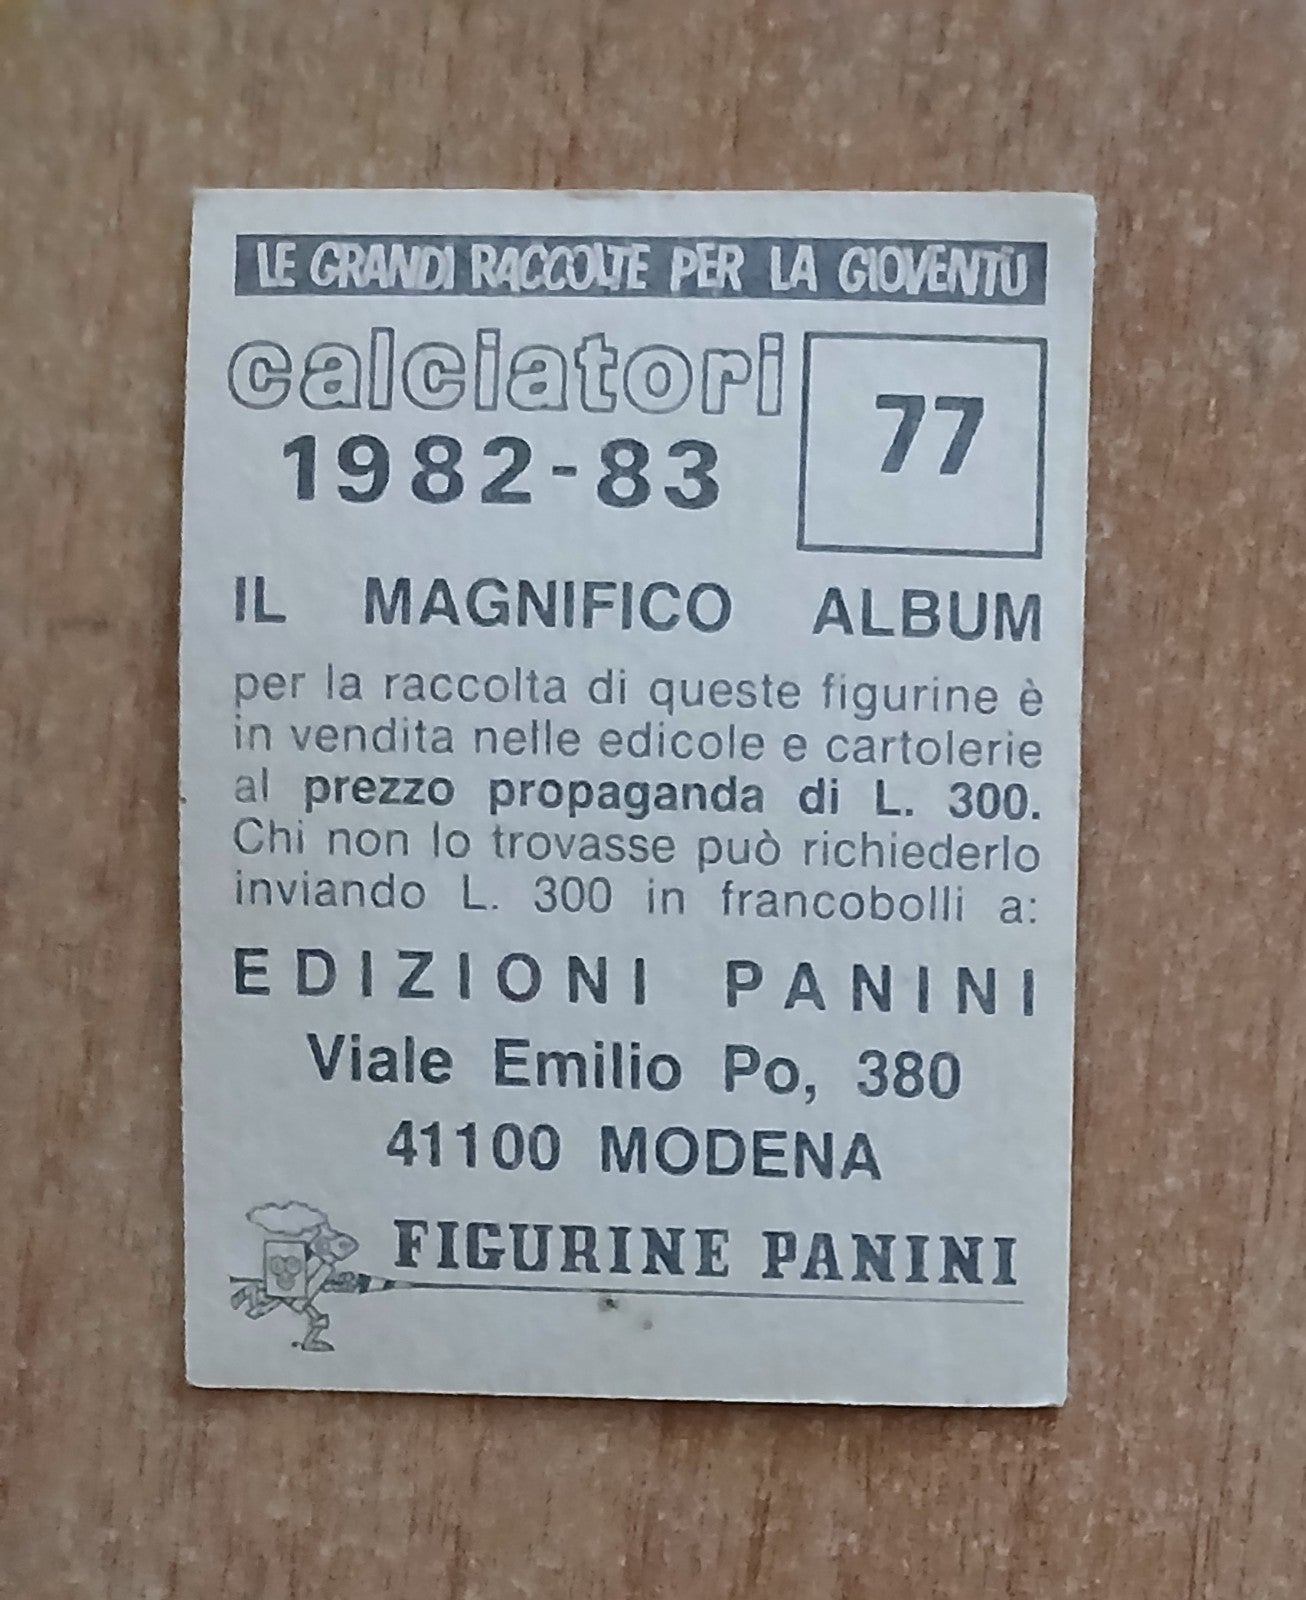 LE GRANDI RACCOLTE PER LA GIOVENTÙ
calciatori
1982-83
77
IL MAGNIFICO ALBUM
per la raccolta di queste figurine è
in vendita nelle edicole e cartolerie
al prezzo propaganda di L. 300.
Chi non lo trovasse può richiederlo
inviando L. 300 in francobolli a:
EDIZIONI PANINI
Viale Emilio Po, 380
41100 MODENA
FIGURINE PANINI